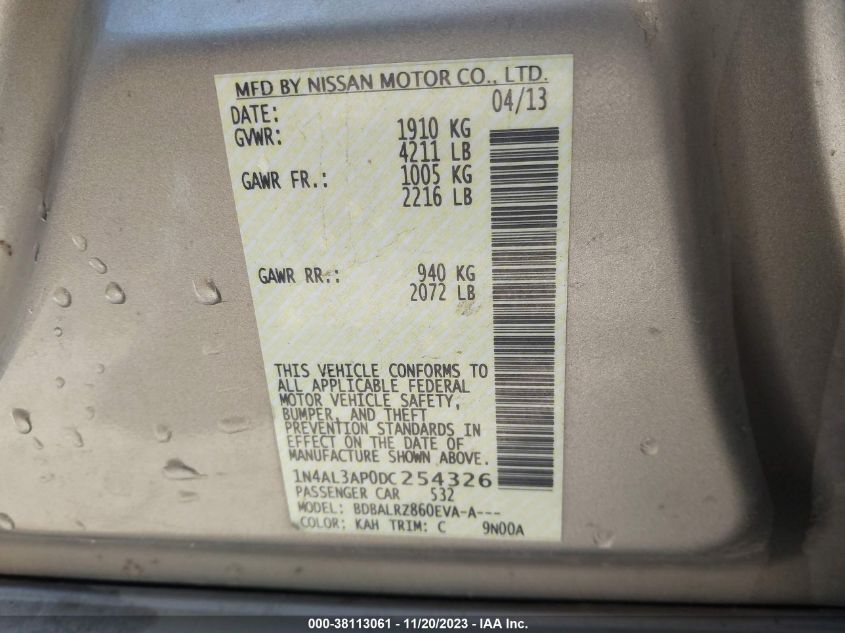 MFD BY NISSAN MOTOR CO., LTD.
DATE: 04/13
GVWR: 1910 KG
4211 LB
GAWR FR.: 1005 KG
2216 LB
GAWR RR.: 940 KG
2072 LB
THIS VEHICLE CONFORMS TO
ALL APPLICABLE FEDERAL
MOTOR VEHICLE SAFETY,
BUMPER, AND THEFT
PREVENTION STANDARDS IN
EFFECT ON THE DATE OF
MANUFACTURE SHOWN ABOVE.
1N4AL3AP0DC254326
PASSENGER CAR 532
MODEL: BDBALRZ860EVA-A---
COLOR: KAH TRIM: C 9N00A
000-38113061 - 11/20/2023 - IAA Inc.